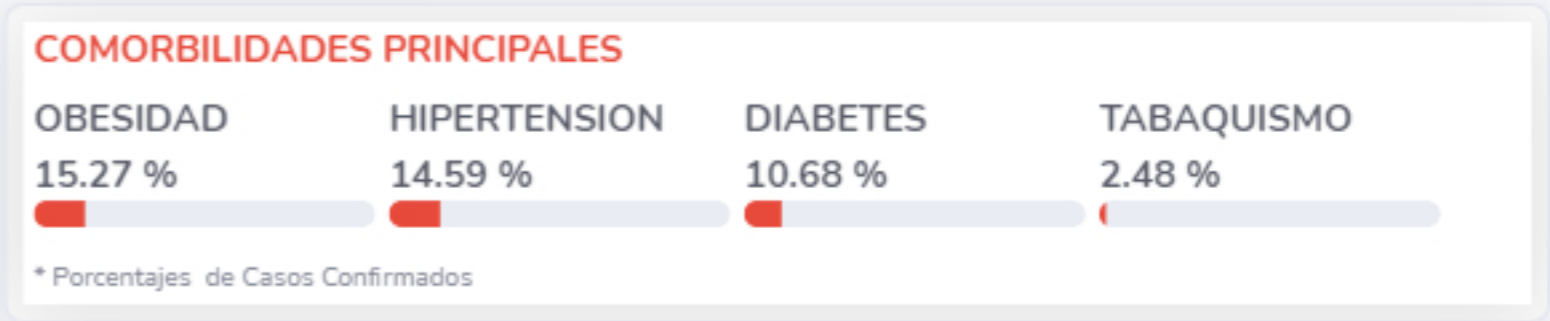 COMORBILIDADES PRINCIPALES
OBESIDAD HIPERTENSION DIABETES TABAQUISMO
15.27 % 14.59 % 10.68 % 2.48 %
* Porcentajes de Casos Confirmados